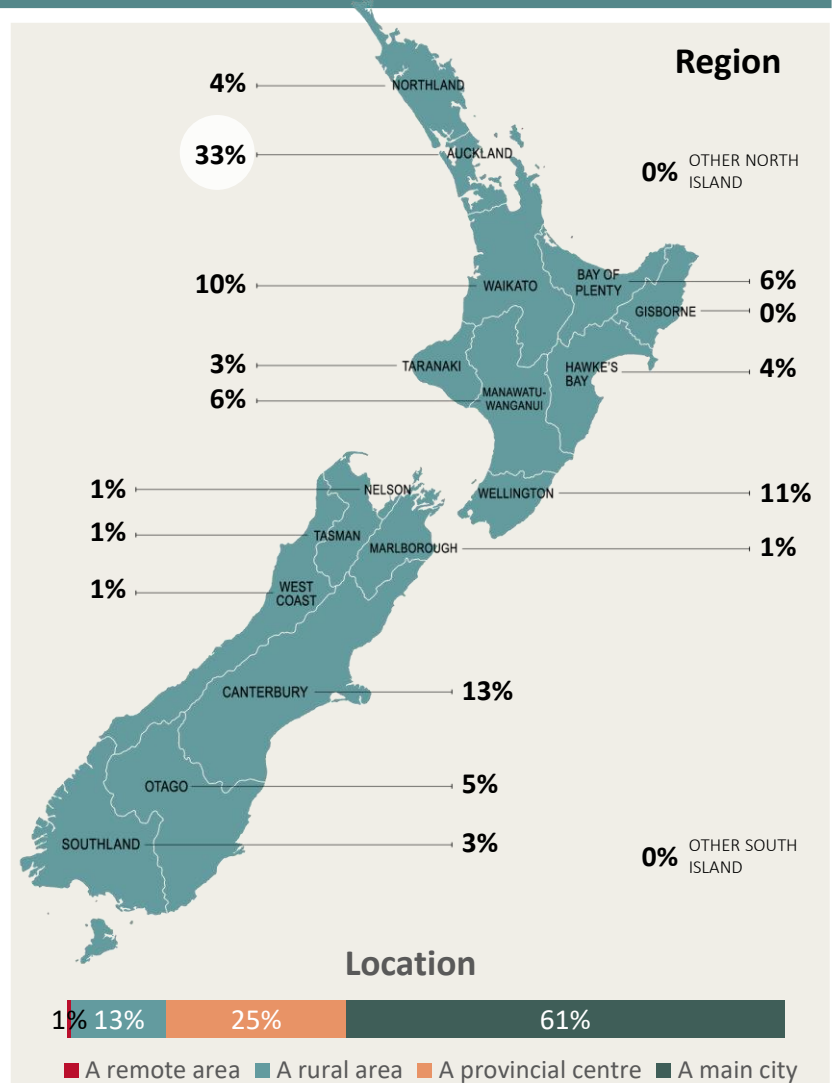 Region
4%
NORTHLAND
33%
AUCKLAND
0%
OTHER NORTH
ISLAND
10%
WAIKATO
BAY OF
PLENTY
6%
GISBORNE
0%
3%
TARANAKI
HAWKE'S
BAY
4%
6%
MANAWATU-
WANGANUI
1%
NELSON
WELLINGTON
11%
1%
TASMAN
MARLBOROUGH
1%
1%
WEST
COAST
CANTERBURY
13%
OTAGO
5%
SOUTHLAND
3%
0%
OTHER SOUTH
ISLAND
Location
1% 13% 25% 61%
A remote area A rural area A provincial centre A main city